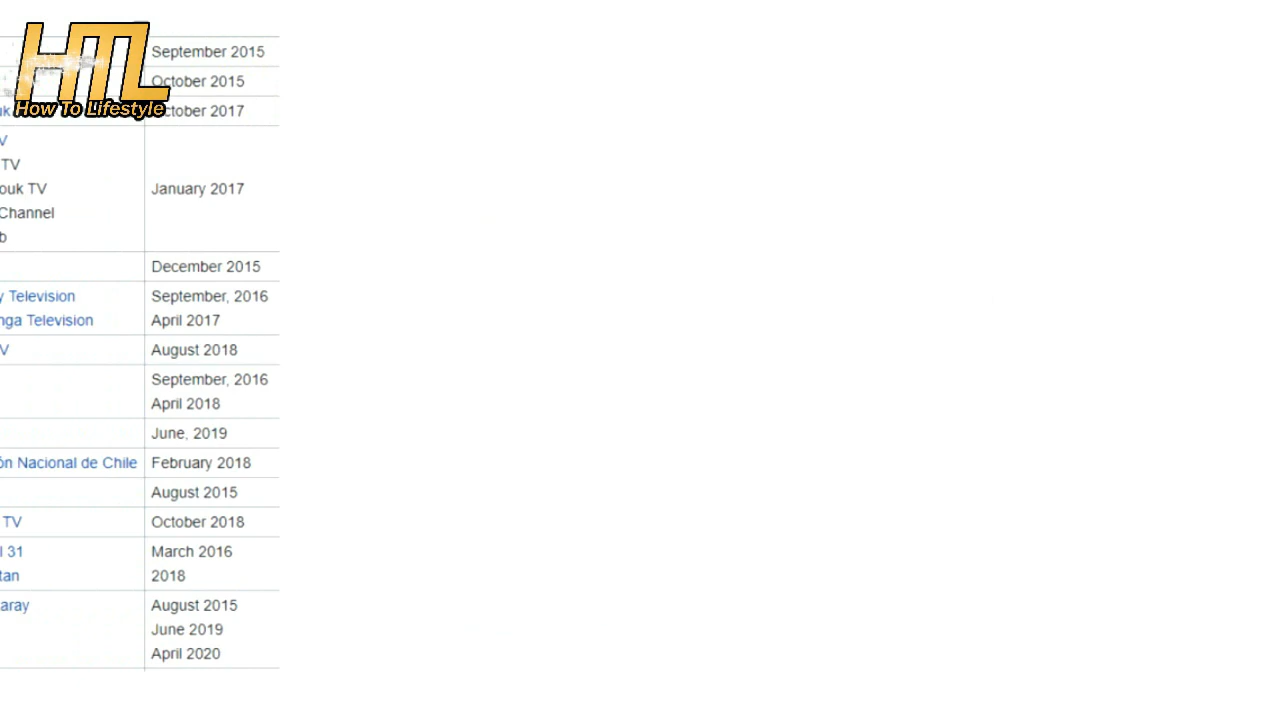 HTL
How To Lifestyle
September 2015
October 2015
uk October 2017
V
TV
ouk TV January 2017
Channel
b
December 2015
y Television September, 2016
nga Television April 2017
V August 2018
September, 2016
April 2018
June, 2019
ón Nacional de Chile February 2018
August 2015
TV October 2018
l 31 March 2016
tan 2018
aray August 2015
June 2019
April 2020